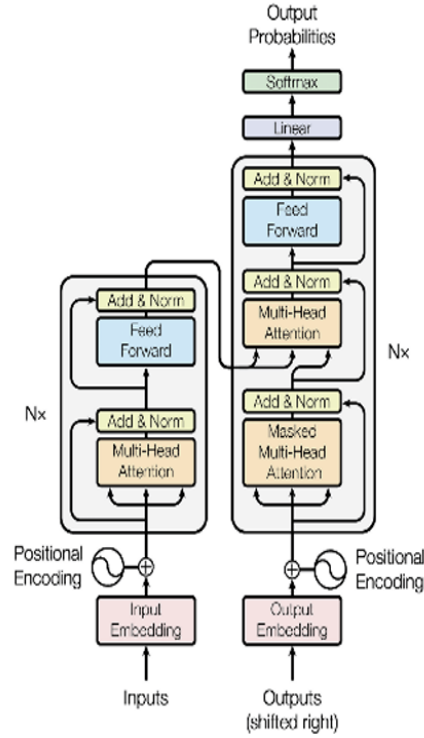 Output
Probabilities
Softmax
Linear
Add & Norm
Feed
Forward
Add & Norm
Multi-Head
Attention
Add & Norm
Masked
Multi-Head
Attention
Nx
Add & Norm
Feed
Forward
Add & Norm
Multi-Head
Attention
Nx
Positional
Encoding
Positional
Encoding
Input
Embedding
Output
Embedding
Inputs
Outputs
(shifted right)